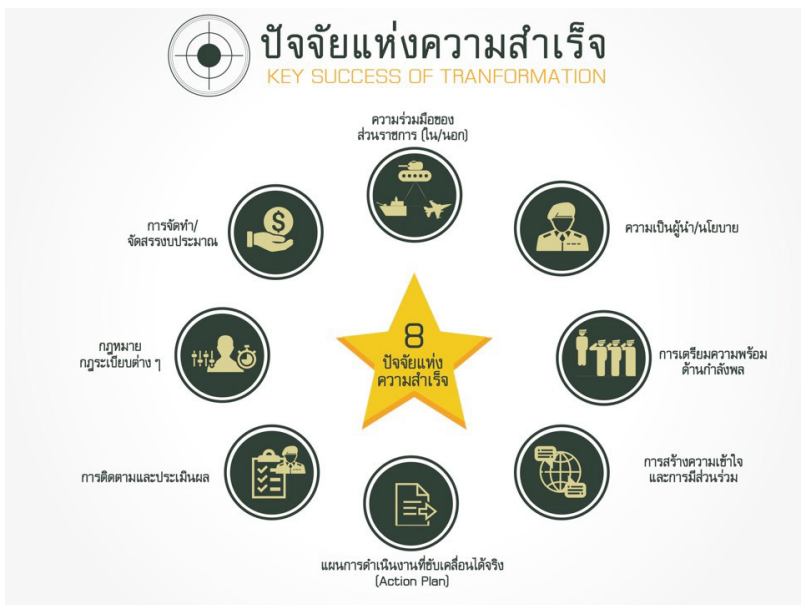 ปัจจัยแห่งความสำเร็จ
KEY SUCCESS OF TRANFORMATION
ความร่วมมือของ
ส่วนราชการ (ใน/นอก)
ความเป็นผู้นำ/นโยบาย
การเตรียมความพร้อม
ด้านกำลังพล
การสร้างความเข้าใจ
และการมีส่วนร่วม
แผนการดำเนินงานที่ขับเคลื่อนได้จริง
(Action Plan)
การติดตามและประเมินผล
กฎหมาย
กฎระเบียบต่าง ๆ
การจัดทำ/
จัดสรรงบประมาณ
8
ปัจจัยแห่ง
ความสำเร็จ
$